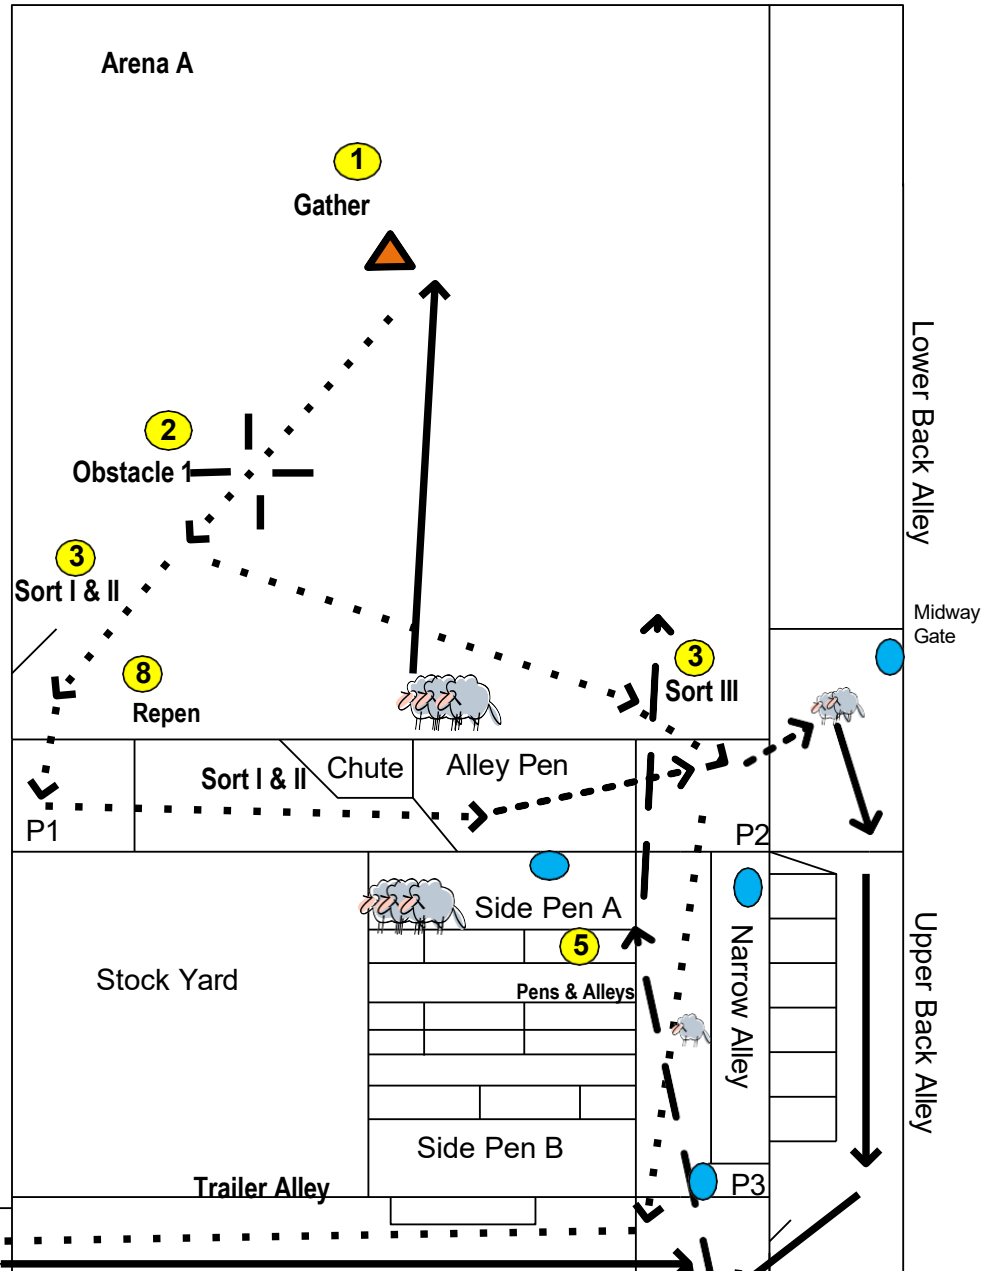 Arena A
1
Gather
Lower Back Alley
2
Obstacle 1
3
Sort I & II
Midway
Gate
8
Repen
3
Sort III
Sort I & II
Chute
Alley Pen
P1
P2
Side Pen A
5
Pens & Alleys
Stock Yard
Narrow Alley
Upper Back Alley
Side Pen B
P3
Trailer Alley